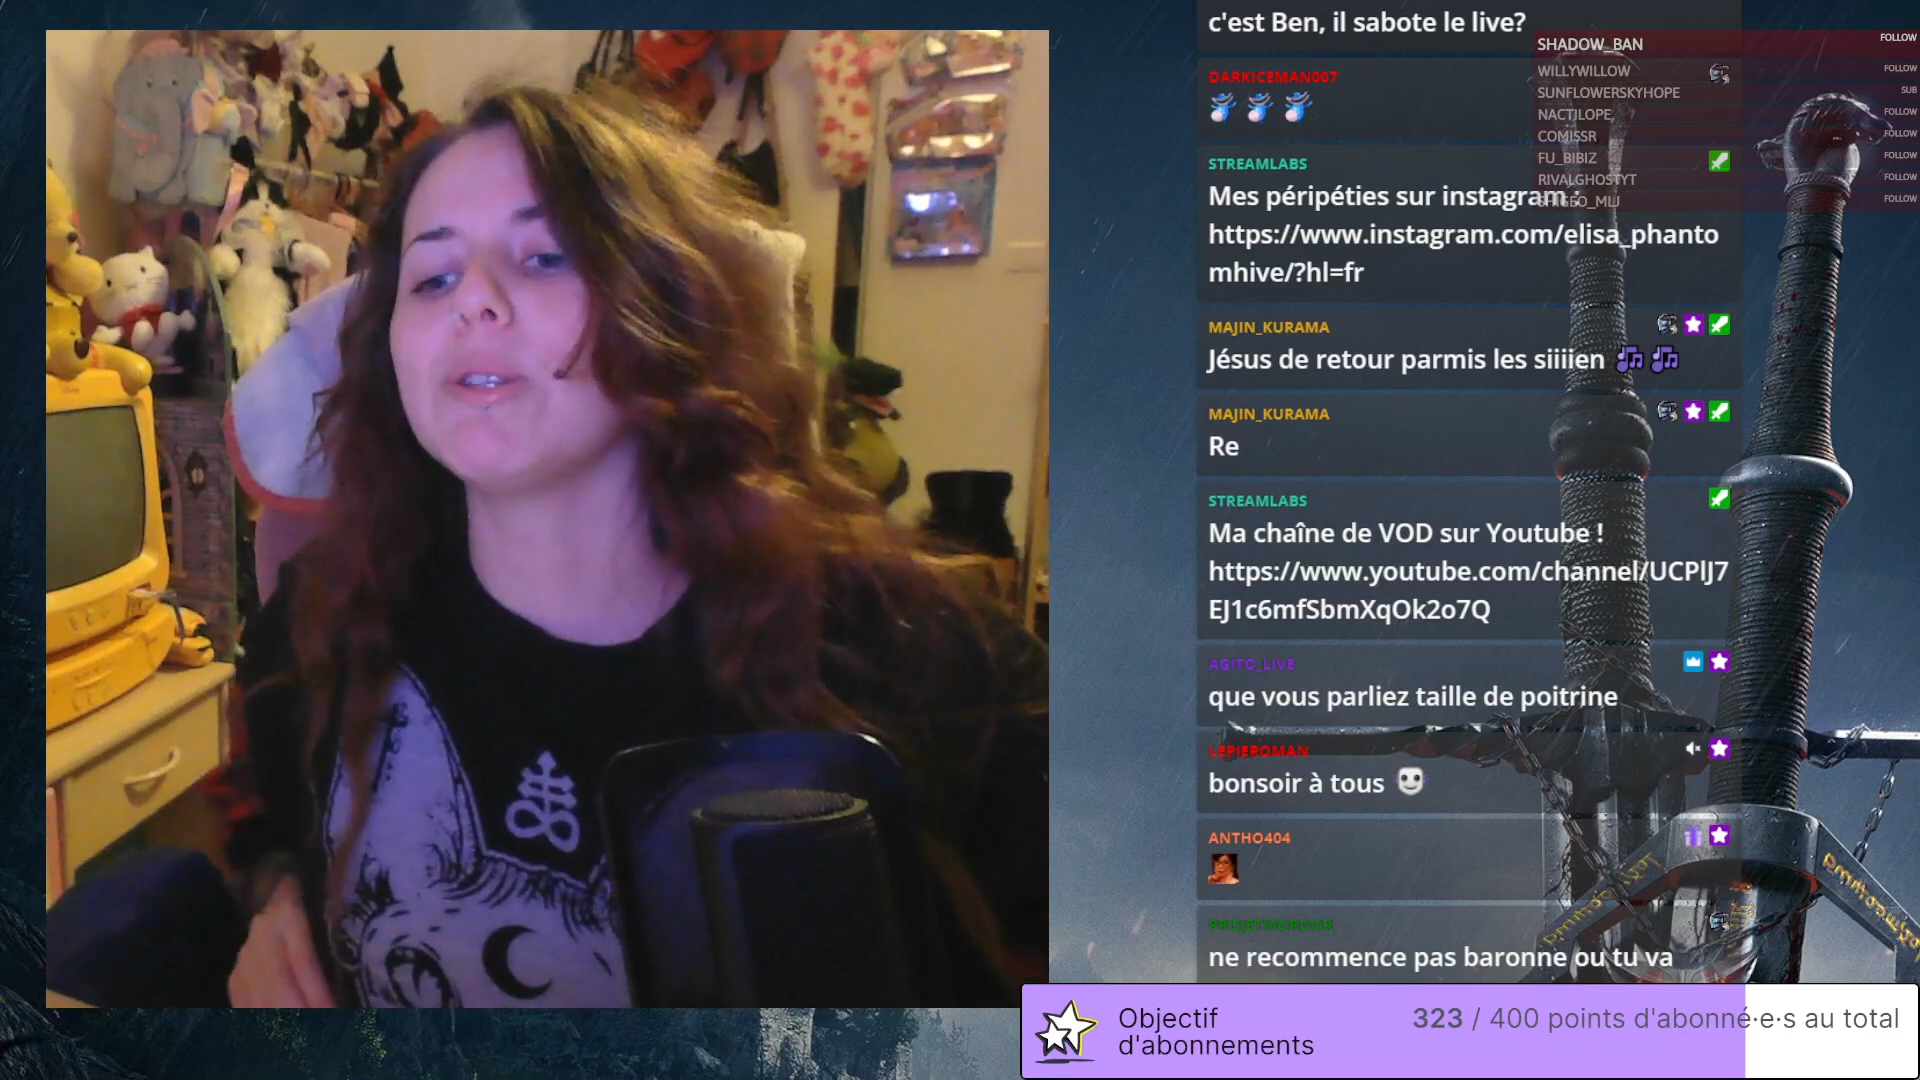 c'est Ben, il sabote le live?
DARKICEMAN007
STREAMLABS
Mes péripéties sur instagram :
https://www.instagram.com/elisa_phanto
mhive/?hl=fr
MAJIN_KURAMA
Jésus de retour parmis les siiiien
MAJIN_KURAMA
Re
STREAMLABS
Ma chaîne de VOD sur Youtube !
https://www.youtube.com/channel/UCPlJ7
EJ1c6mfSbmXqOk2o7Q
AGITO_LIVE
que vous parliez taille de poitrine
LEPIEROMAN
bonsoir à tous
ANTHO404
PROJETMORDOR
ne recommence pas baronne ou tu va
SHADOW_BAN FOLLOW
WILLYWILLOW FOLLOW
SUNFLOWERSKYHOPE SUB
NACTILOPE_ FOLLOW
COMISSR FOLLOW
FU_BIBIZ FOLLOW
RIVALGHOSTYT FOLLOW
FOLLOW
Objectif
d'abonnements
323 / 400 points d'abonné·e·s au total